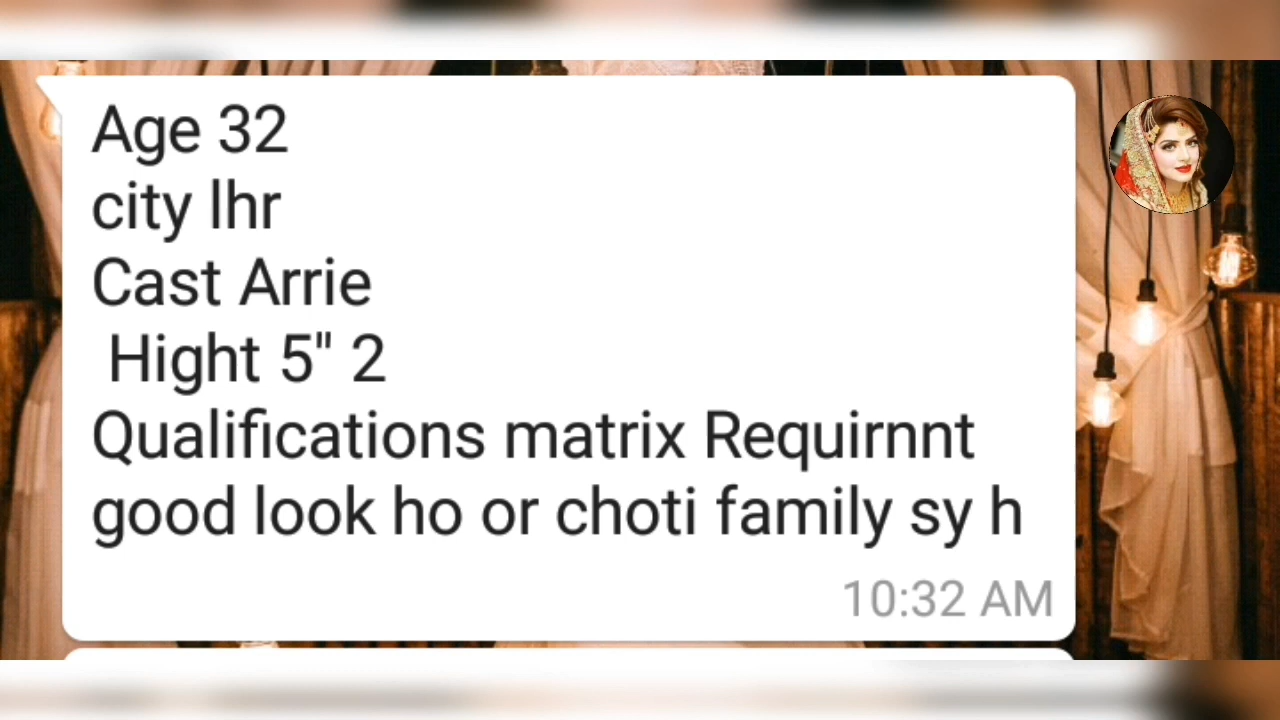 Age 32
city lhr
Cast Arrie
Hight 5" 2
Qualifications matrix Requirnnt
good look ho or choti family sy h
10:32 AM